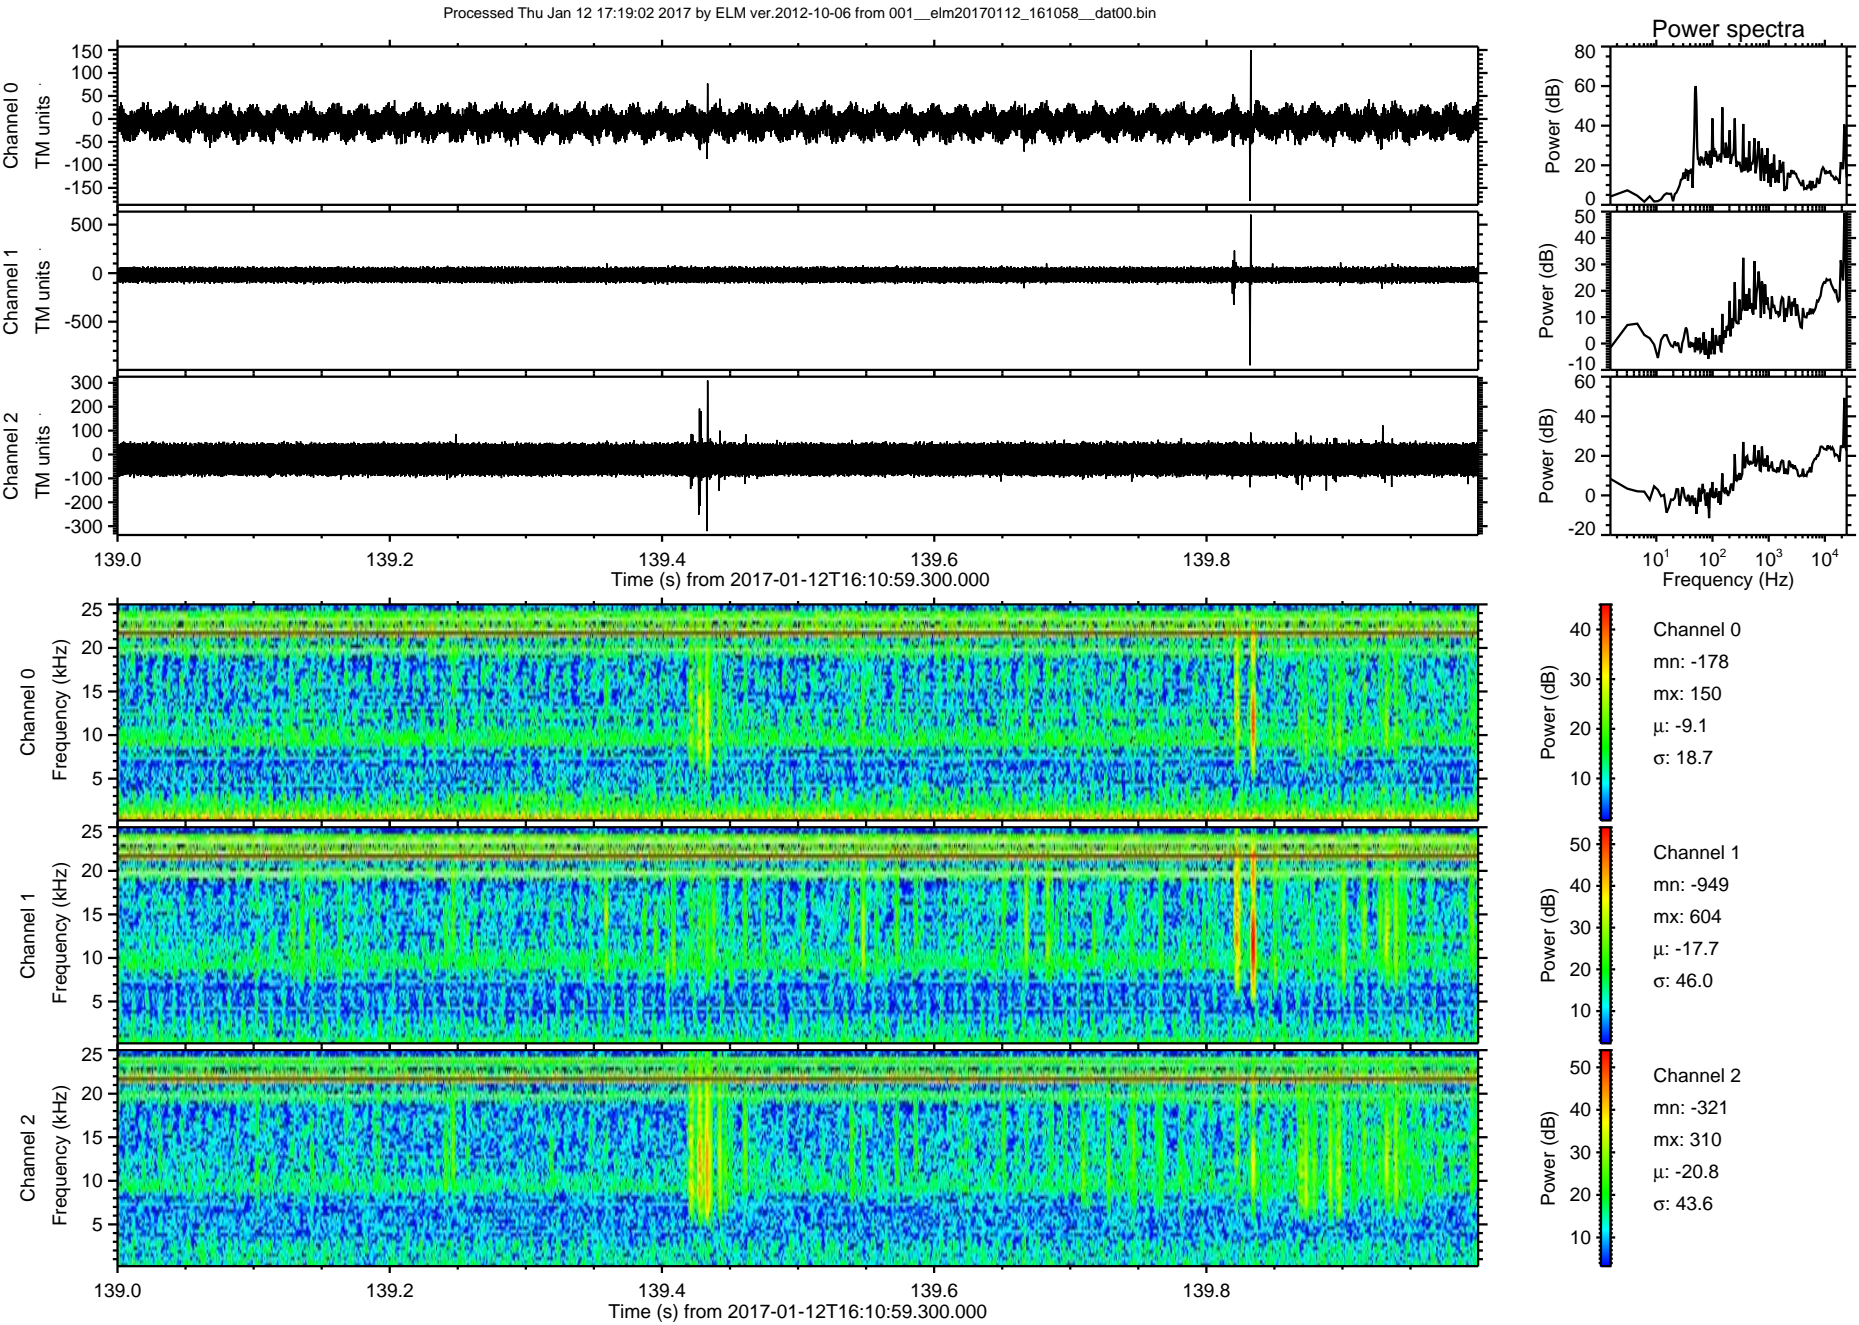 Processed Thu Jan 12 17:19:02 2017 by ELM ver.2012-10-06 from 001__elm20170112_161058__dat00.bin
Power spectra
Channel 0
TM units
150
100
50
0
-50
-100
-150
Power (dB)
80
60
40
20
0
Channel 1
TM units
500
0
-500
Power (dB)
50
40
30
20
10
0
-10
Channel 2
TM units
300
200
100
0
-100
-200
-300
Power (dB)
60
40
20
0
-20
139.0 139.2 139.4 139.6 139.8
Time (s) from 2017-01-12T16:10:59.300.000
10¹ 10² 10³ 10⁴
Frequency (Hz)
Channel 0
Frequency (kHz)
25
20
15
10
5
Power (dB)
40
30
20
10
Channel 0
mn: -178
mx: 150
µ: -9.1
σ: 18.7
Channel 1
Frequency (kHz)
25
20
15
10
5
Power (dB)
50
40
30
20
10
Channel 1
mn: -949
mx: 604
µ: -17.7
σ: 46.0
Channel 2
Frequency (kHz)
25
20
15
10
5
Power (dB)
50
40
30
20
10
Channel 2
mn: -321
mx: 310
µ: -20.8
σ: 43.6
139.0 139.2 139.4 139.6 139.8
Time (s) from 2017-01-12T16:10:59.300.000